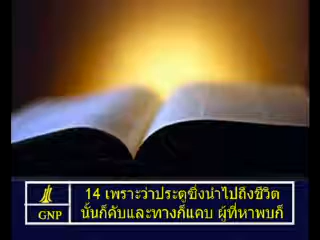 14 เพราะว่าประตูซึ่งนำไปถึงชีวิต
นั้นก็คับและทางก็แคบ ผู้ที่หาพบก็
GNP